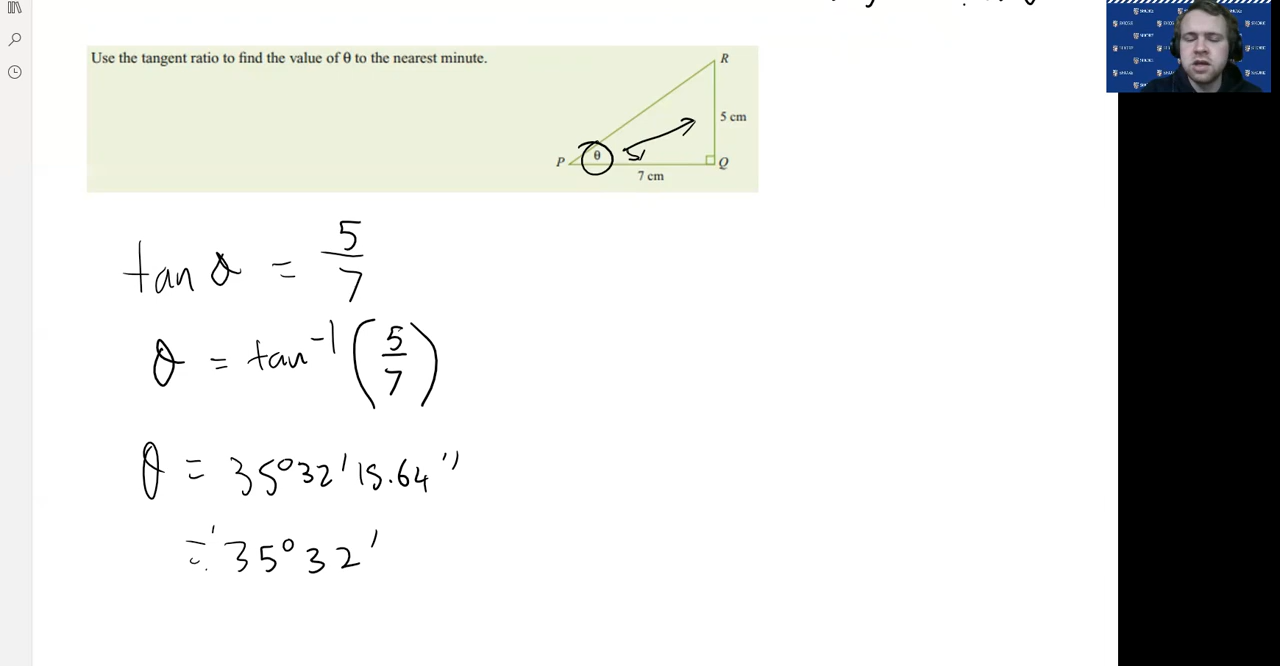 Use the tangent ratio to find the value of θ to the nearest minute.
R
5 cm
P
θ
Q
7 cm
tan θ = 5/7
θ = tan⁻¹ (5/7)
θ = 35°32'15.64''
≑ 35°32'